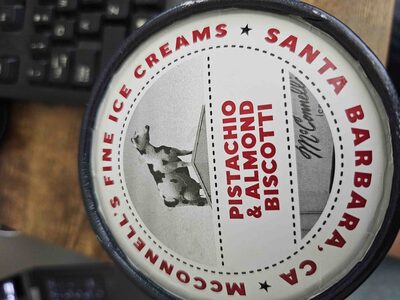 McCONNELL'S FINE ICE CREAMS ★ SANTA BARBARA, CA ★
PISTACHIO
& ALMOND
BISCOTTI
McConnell's